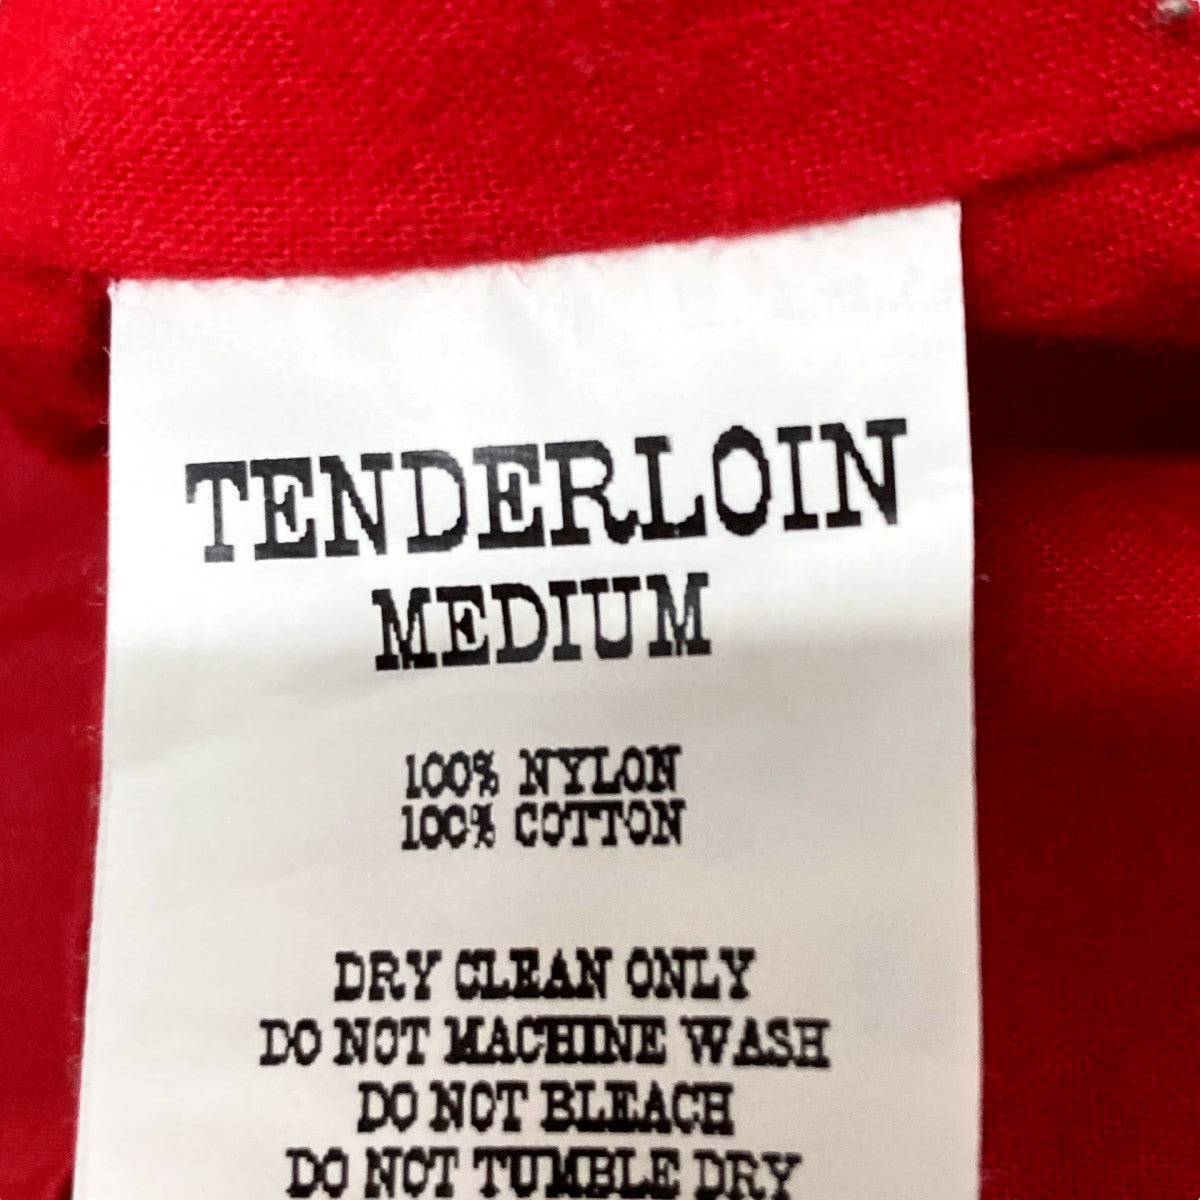 TENDERLOIN
MEDIUM
100% NYLON
100% COTTON
DRY CLEAN ONLY
DO NOT MACHINE WASH
DO NOT BLEACH
DO NOT TUMBLE DRY